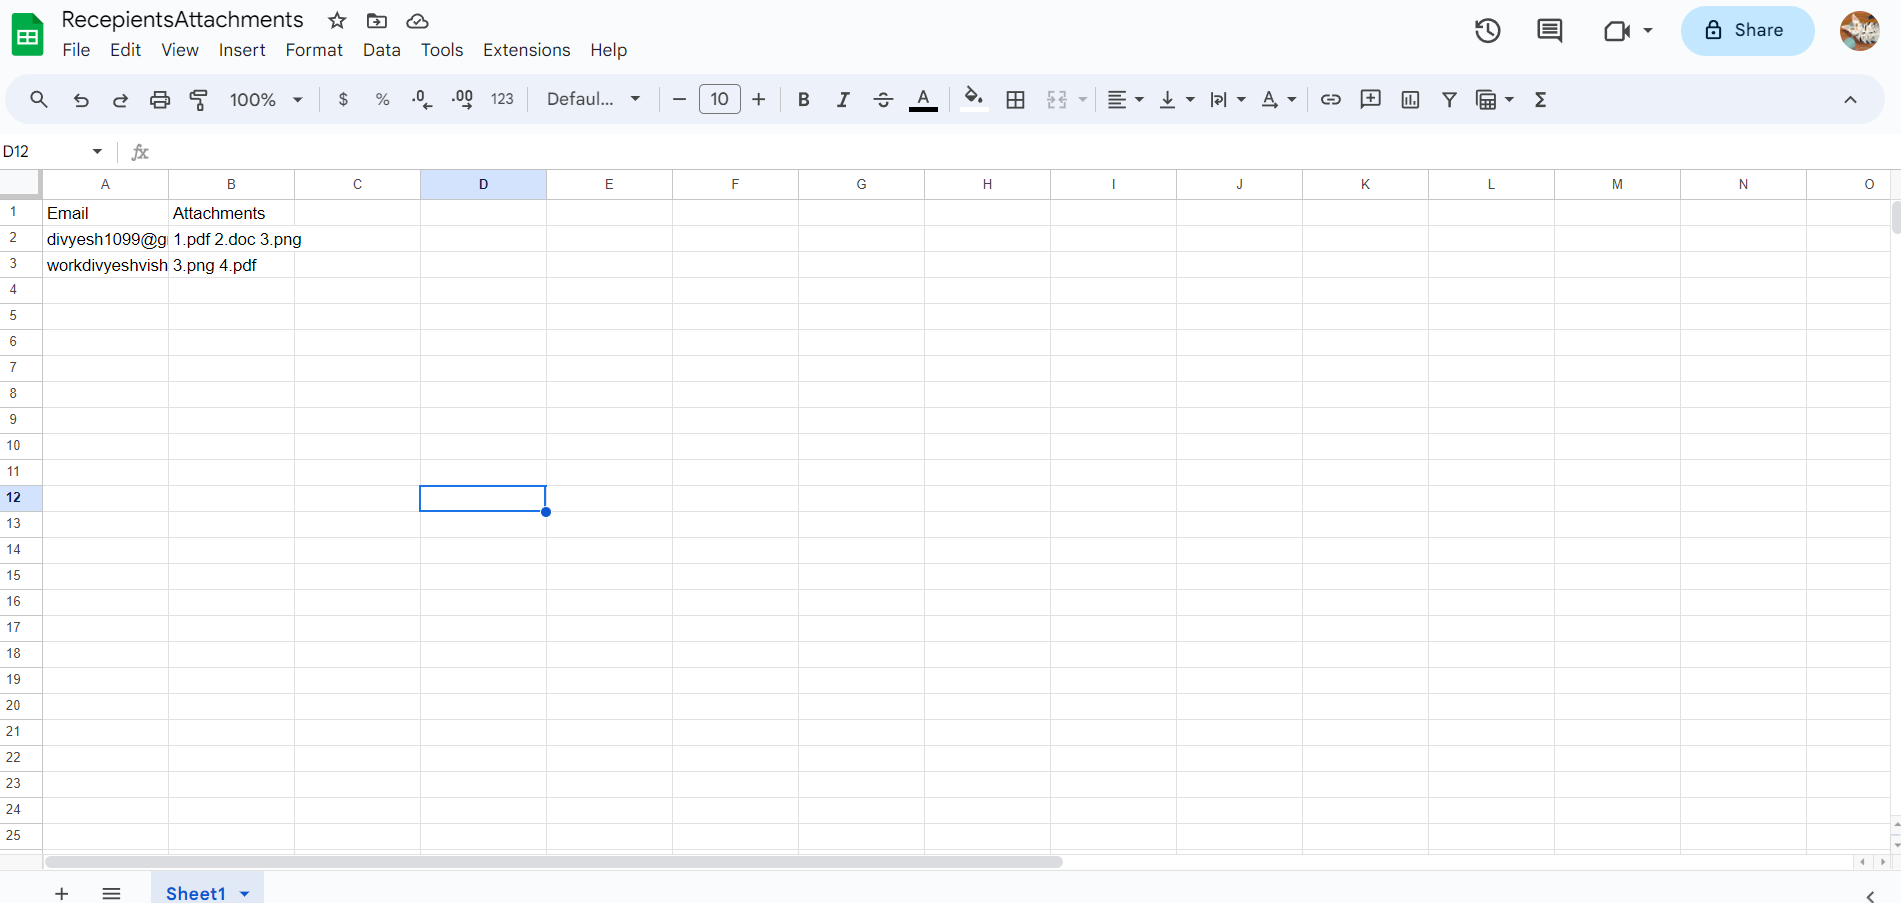 RecepientsAttachments
File Edit View Insert Format Data Tools Extensions Help
Share
100% $ % .0 .00 123 Defaul... 10 B I A A Σ
D12 fx
A B C D E F G H I J K L M N O
1 Email Attachments
2 divyesh1099@g 1.pdf 2.doc 3.png
3 workdivyeshvish 3.png 4.pdf
4
5
6
7
8
9
10
11
12
13
14
15
16
17
18
19
20
21
22
23
24
25
Sheet1